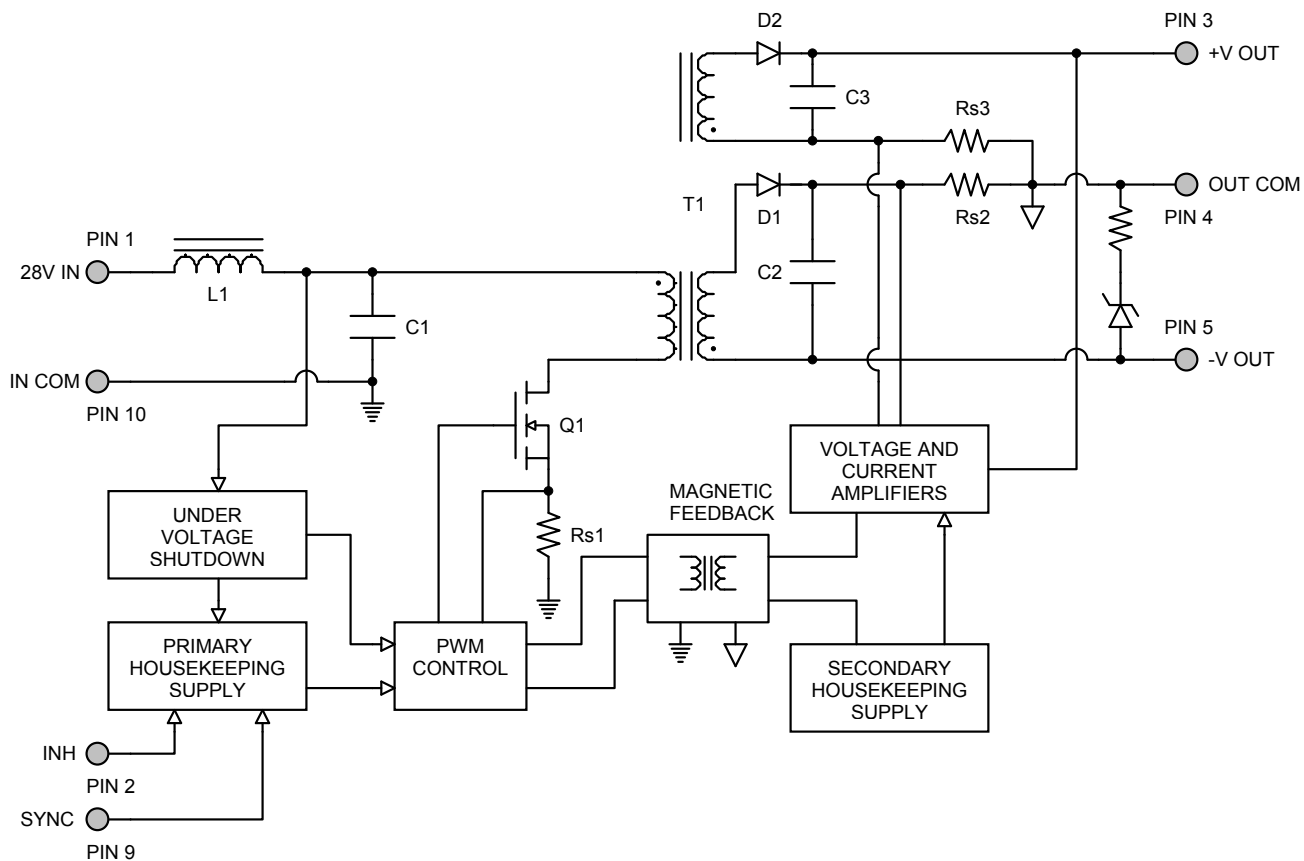 D2
PIN 3
+V OUT
C3
Rs3
T1
D1
Rs2
OUT COM
PIN 4
PIN 1
28V IN
L1
C1
C2
PIN 5
-V OUT
IN COM
PIN 10
Q1
VOLTAGE AND
CURRENT
AMPLIFIERS
MAGNETIC
FEEDBACK
UNDER
VOLTAGE
SHUTDOWN
Rs1
PRIMARY
HOUSEKEEPING
SUPPLY
PWM
CONTROL
SECONDARY
HOUSEKEEPING
SUPPLY
INH
PIN 2
SYNC
PIN 9